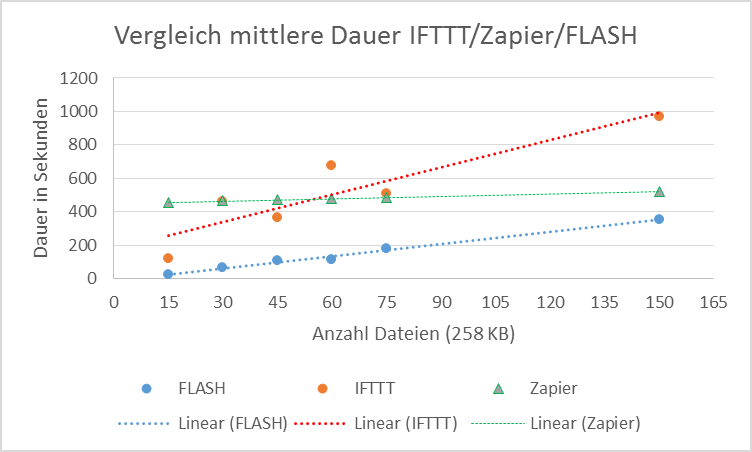 Vergleich mittlere Dauer IFTTT/Zapier/FLASH
1200
1000
800
600
400
200
0
Dauer in Sekunden
0 15 30 45 60 75 90 105 120 135 150 165
Anzahl Dateien (258 KB)
FLASH IFTTT Zapier
Linear (FLASH) Linear (IFTTT) Linear (Zapier)